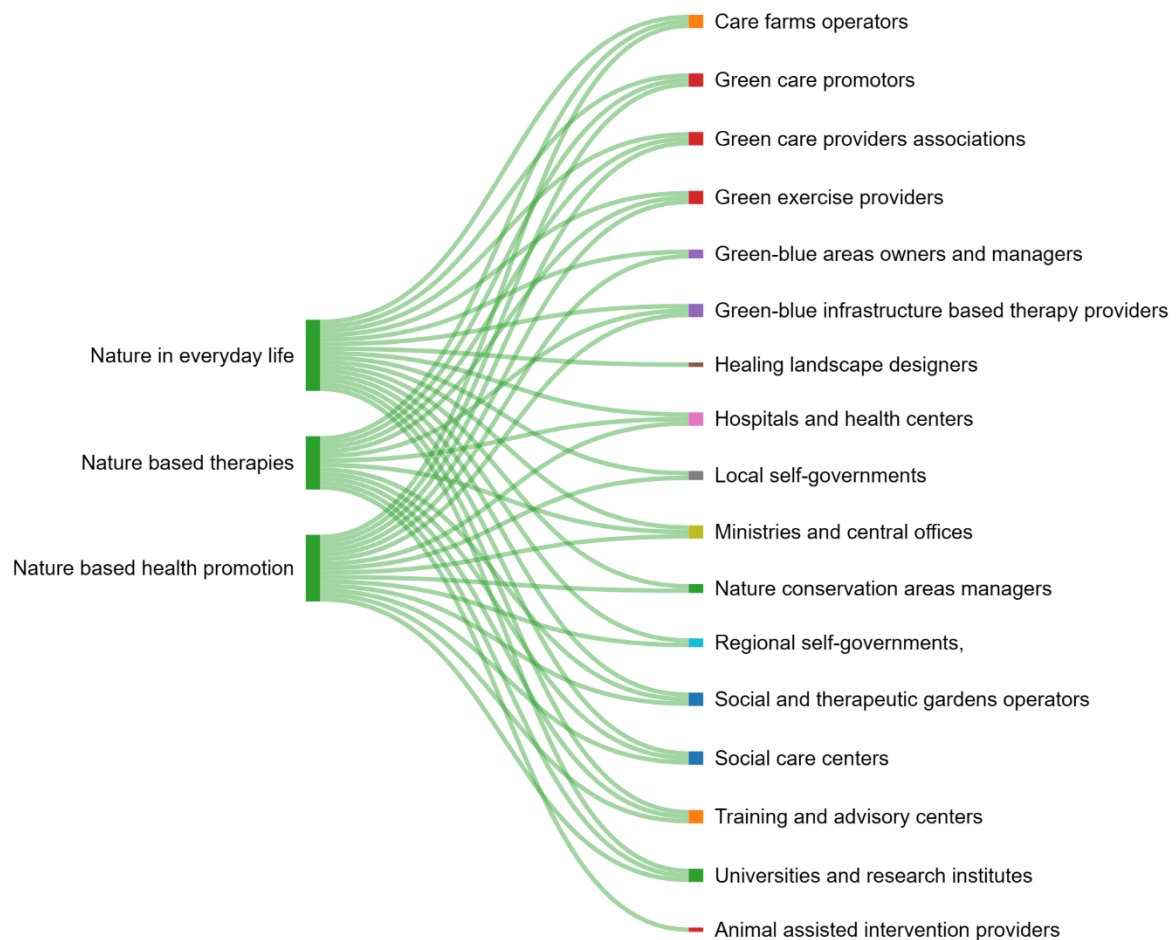 Nature in everyday life
Nature based therapies
Nature based health promotion
Care farms operators
Green care promotors
Green care providers associations
Green exercise providers
Green-blue areas owners and managers
Green-blue infrastructure based therapy providers
Healing landscape designers
Hospitals and health centers
Local self-governments
Ministries and central offices
Nature conservation areas managers
Regional self-governments,
Social and therapeutic gardens operators
Social care centers
Training and advisory centers
Universities and research institutes
Animal assisted intervention providers